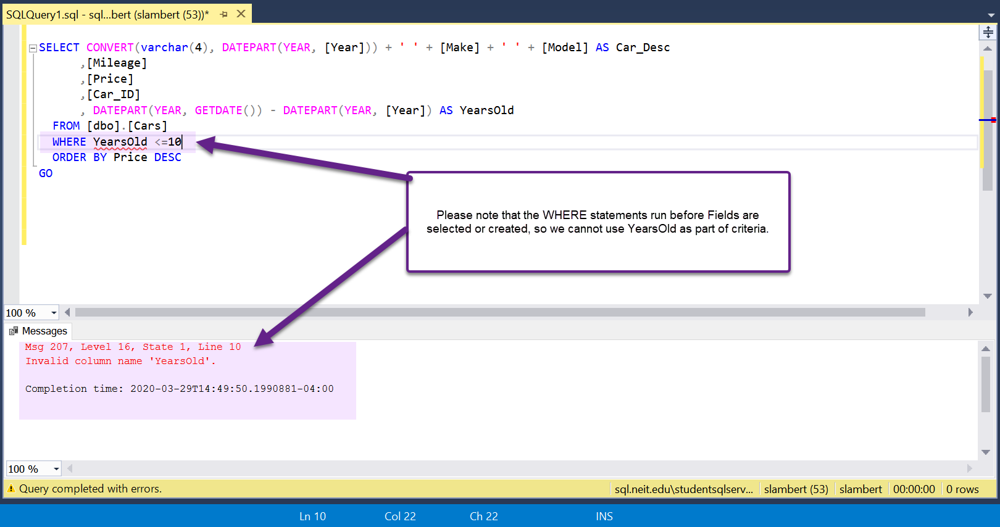 SQLQuery1.sql - sql...bert (slambert (53))*
SELECT CONVERT(varchar(4), DATEPART(YEAR, [Year])) + ' ' + [Make] + ' ' + [Model] AS Car_Desc
,[Mileage]
,[Price]
,[Car_ID]
, DATEPART(YEAR, GETDATE()) - DATEPART(YEAR, [Year]) AS YearsOld
FROM [dbo].[Cars]
WHERE YearsOld <=10
ORDER BY Price DESC
GO
Please note that the WHERE statements run before Fields are
selected or created, so we cannot use YearsOld as part of criteria.
100 %
Messages
Msg 207, Level 16, State 1, Line 10
Invalid column name 'YearsOld'.
Completion time: 2020-03-29T14:49:50.1990881-04:00
100 %
Query completed with errors. sql.neit.edu\studentsqlserv... slambert (53) slambert 00:00:00 0 rows
Ln 10 Col 22 Ch 22 INS